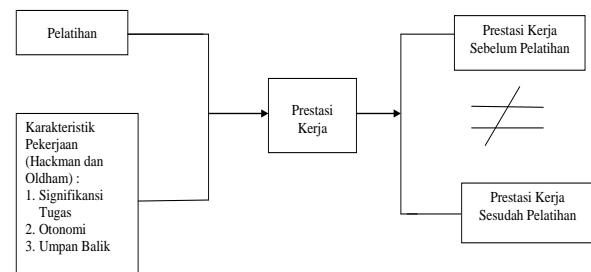 Pelatihan
Karakteristik
Pekerjaan
(Hackman dan
Oldham) :
1. Signifikansi
Tugas
2. Otonomi
3. Umpan Balik
Prestasi
Kerja
Prestasi Kerja
Sebelum Pelatihan
Prestasi Kerja
Sesudah Pelatihan